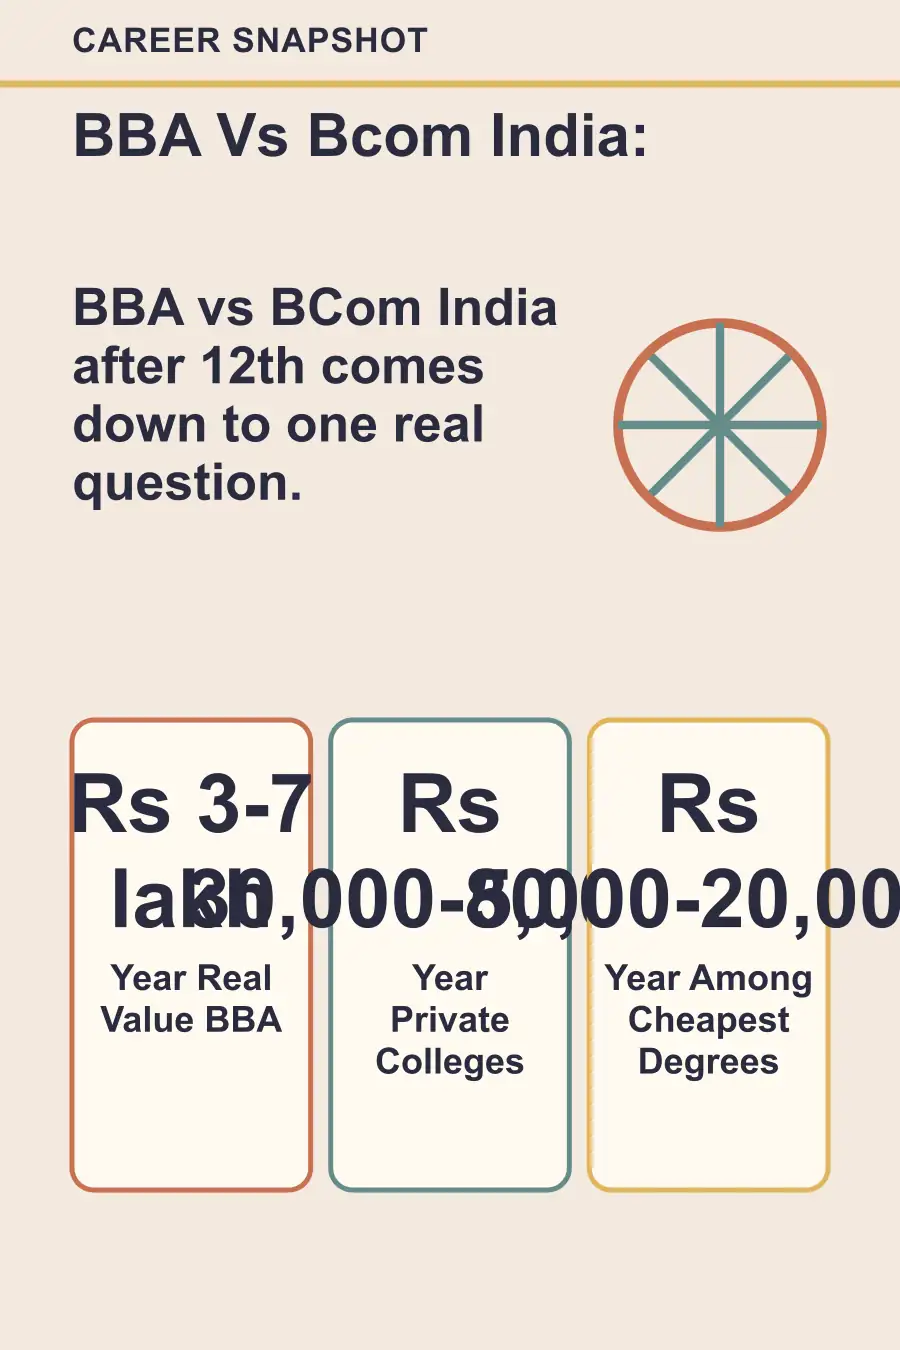 CAREER SNAPSHOT
BBA Vs Bcom India:
BBA vs BCom India
after 12th comes
down to one real
question.
Rs 3-7
lakh
Year Real
Value BBA
Rs
Year
Private
Colleges
Rs
Year Among
Cheapest
Degrees